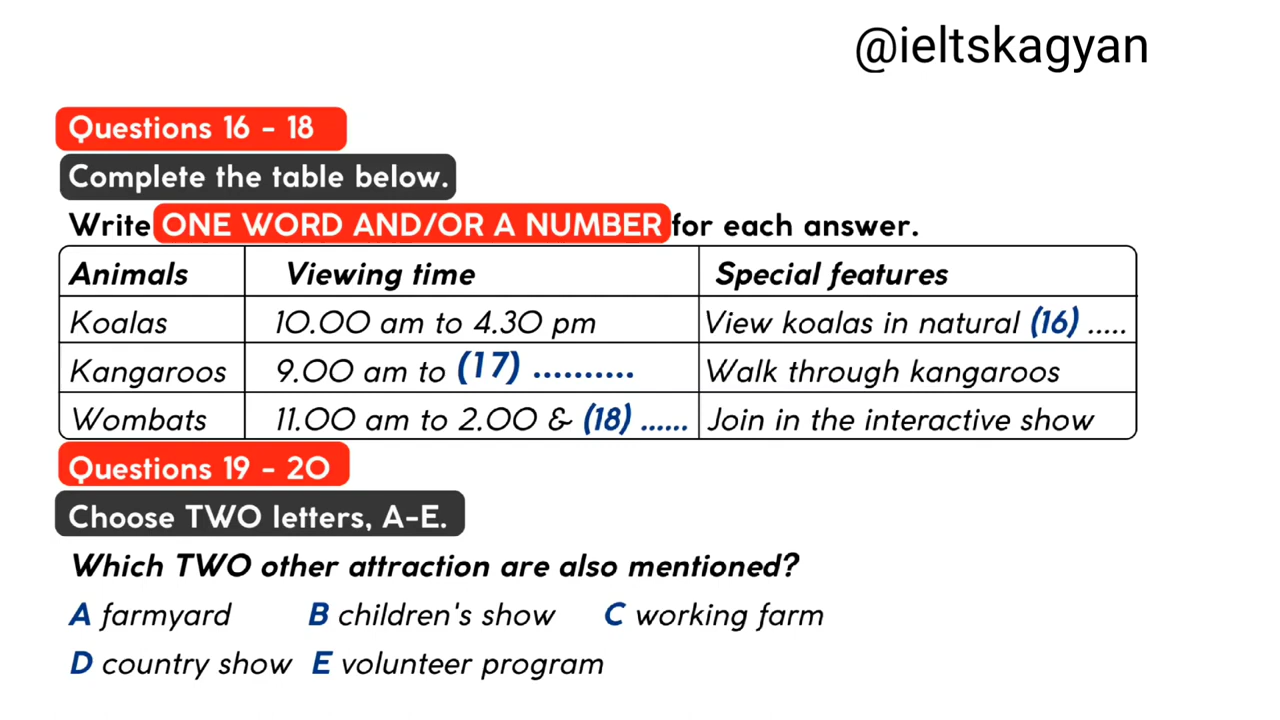 @ieltskagyan
Questions 16 - 18
Complete the table below.
Write ONE WORD AND/OR A NUMBER for each answer.
Animals Viewing time Special features
Koalas 10.00 am to 4.30 pm View koalas in natural (16) .....
Kangaroos 9.00 am to (17) .......... Walk through kangaroos
Wombats 11.00 am to 2.00 & (18) ...... Join in the interactive show
Questions 19 - 20
Choose TWO letters, A-E.
Which TWO other attraction are also mentioned?
A farmyard B children's show C working farm
D country show E volunteer program